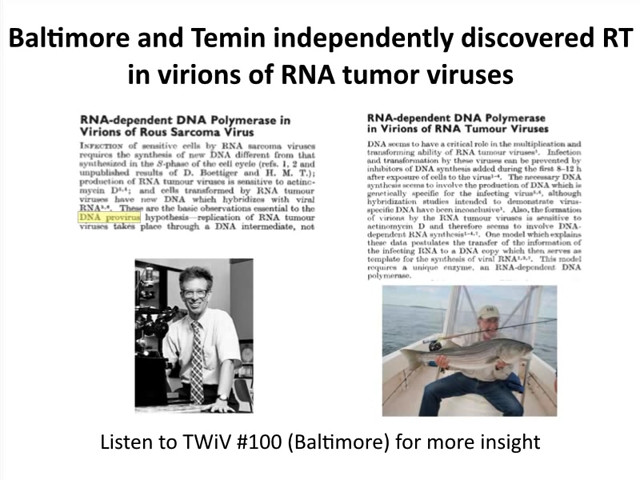 Baltimore and Temin independently discovered RT
in virions of RNA tumor viruses
RNA-dependent DNA Polymerase in
Virions of Rous Sarcoma Virus
INFECTION of sensitive cells by RNA sarcoma viruses
requires the synthesis of new DNA different from that
synthesized in the S-phase of the cell cycle (refs. 1, 2 and
unpublished results of D. Boettiger and H. M. T.);
production of RNA tumour viruses is sensitive to actino-
mycin D3,4; and cells transformed by RNA tumour
viruses have new DNA which hybridizes with viral
RNA5,6. These are the basic observations essential to the
DNA provirus hypothesis—replication of RNA tumour
viruses takes place through a DNA intermediate, not
RNA-dependent DNA Polymerase
in Virions of RNA Tumour Viruses
DNA seems to have a critical role in the multiplication and
transforming ability of RNA tumour viruses1. Infection
and transformation by these viruses can be prevented by
inhibitors of DNA synthesis added during the first 8–12 h
after exposure of cells to the virus1-4. The necessary DNA
synthesis seems to involve the production of DNA which is
genetically specific for the infecting virus5,6, although
hybridization studies intended to demonstrate virus-
specific DNA have been inconclusive1. Also, the formation
of virions by the RNA tumour viruses is sensitive to
actinomycin D and therefore seems to involve DNA-
dependent RNA synthesis1-4,7. One model which explains
these data postulates the transfer of the information of
the infecting RNA to a DNA copy which then serves as
template for the synthesis of viral RNA1,2,7. This model
requires a unique enzyme, an RNA-dependent DNA
polymerase.
Listen to TWiV #100 (Baltimore) for more insight